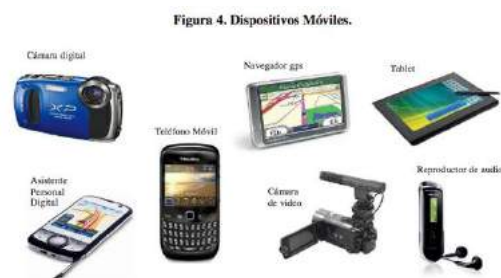 Figura 4. Dispositivos Móviles.
Cámara digital
Navegador gps
Tablet
Teléfono Móvil
Asistente
Personal
Digital
Cámara
de video
Reproductor de audio
XP